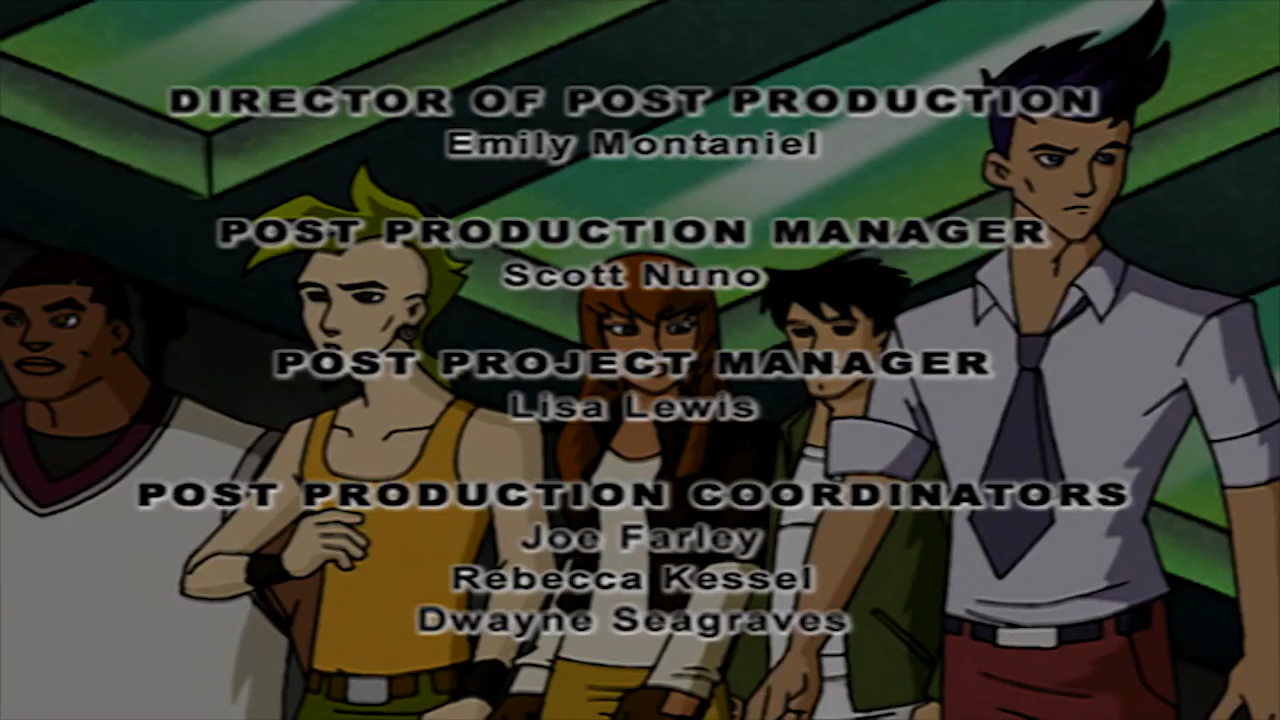 DIRECTOR OF POST PRODUCTION
Emily Montaniel
POST PRODUCTION MANAGER
Scott Nuno
POST PROJECT MANAGER
Lisa Lewis
POST PRODUCTION COORDINATORS
Joe Farley
Rebecca Kessel
Dwayne Seagraves